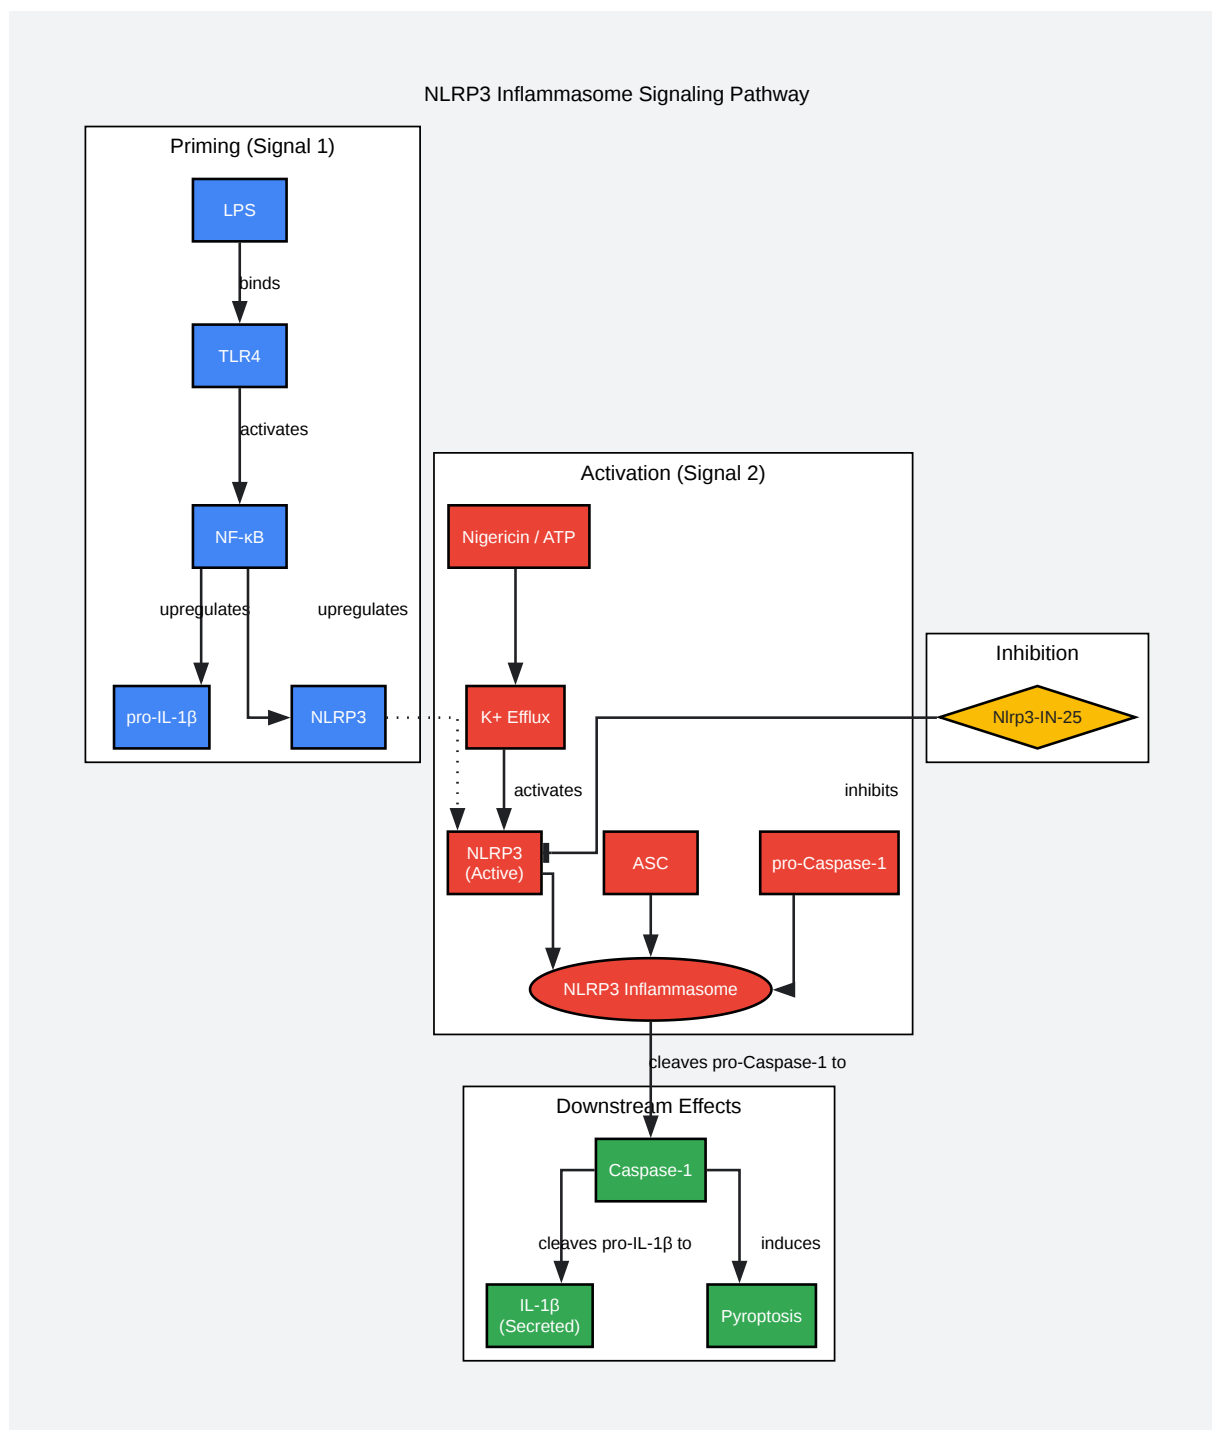 NLRP3 Inflammasome Signaling Pathway
Priming (Signal 1)
LPS
binds
TLR4
activates
NF-κB
upregulates
upregulates
pro-IL-1β
NLRP3
Activation (Signal 2)
Nigericin / ATP
K+ Efflux
activates
NLRP3
(Active)
ASC
pro-Caspase-1
NLRP3 Inflammasome
Inhibition
Nlrp3-IN-25
inhibits
cleaves pro-Caspase-1 to
Downstream Effects
Caspase-1
cleaves pro-IL-1β to
induces
IL-1β
(Secreted)
Pyroptosis